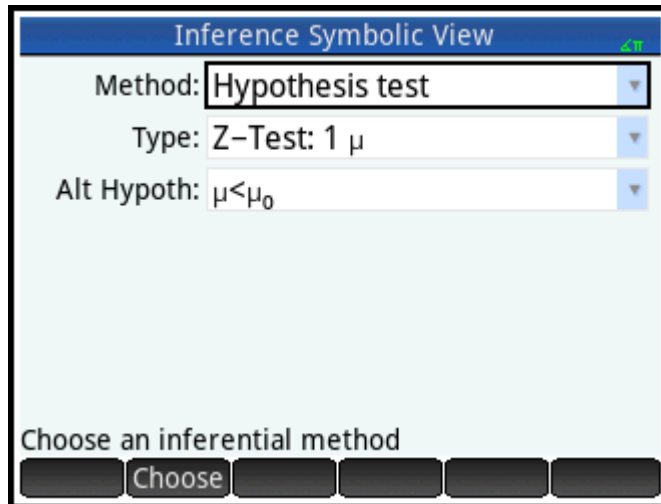 Inference Symbolic View
∡π
Method: Hypothesis test
Type: Z−Test: 1 μ
Alt Hypoth: μ<μ₀
Choose an inferential method
Choose